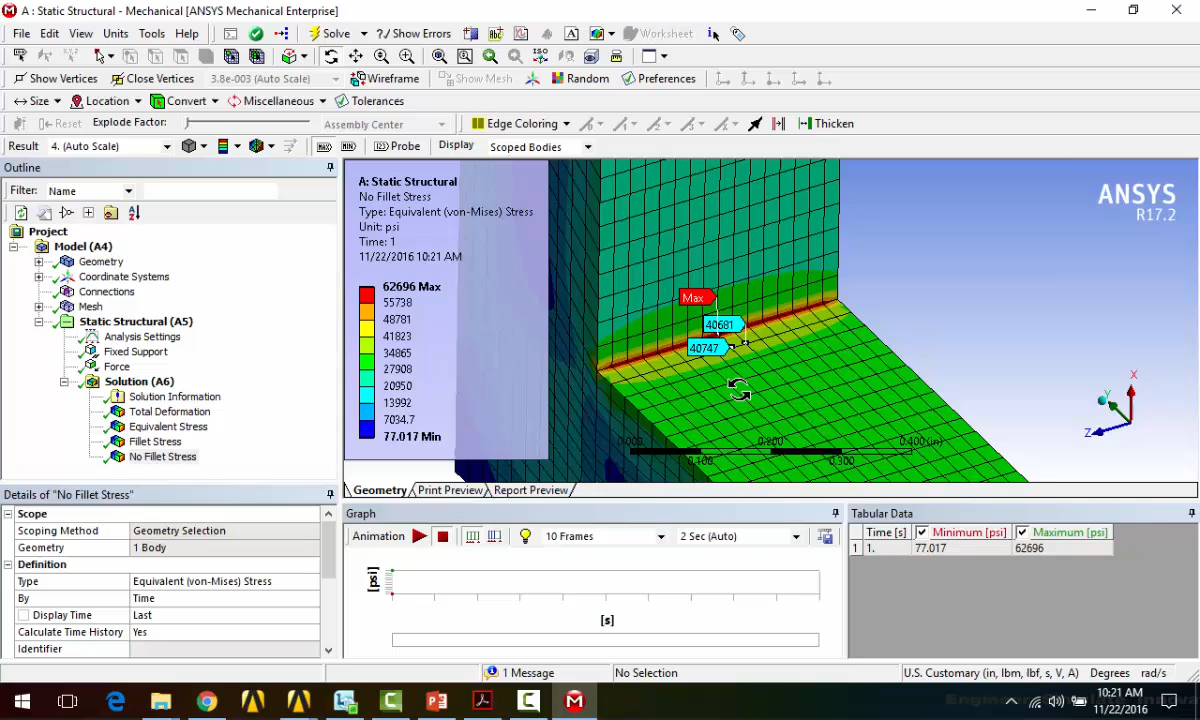 A : Static Structural - Mechanical [ANSYS Mechanical Enterprise]
File Edit View Units Tools Help Solve ?/ Show Errors Worksheet
Show Vertices Close Vertices 3.8e-003 (Auto Scale) Wireframe Show Mesh Random Preferences
Size Location Convert Miscellaneous Tolerances
Reset Explode Factor: Assembly Center Edge Coloring Thicken
Result 4. (Auto Scale) MAX MIN Probe Display Scoped Bodies
Outline
Filter: Name
Project
Model (A4)
Geometry
Coordinate Systems
Connections
Mesh
Static Structural (A5)
Analysis Settings
Fixed Support
Force
Solution (A6)
Solution Information
Total Deformation
Equivalent Stress
Fillet Stress
No Fillet Stress
A: Static Structural
No Fillet Stress
Type: Equivalent (von-Mises) Stress
Unit: psi
Time: 1
11/22/2016 10:21 AM
62696 Max
55738
48781
41823
34865
27908
20950
13992
7034.7
77.017 Min
ANSYS
R17.2
Max
40681
40747
0.000 0.200 0.400 (in)
0.100 0.300
X
Y
Z
Geometry Print Preview Report Preview
Details of "No Fillet Stress"
Scope
Scoping Method Geometry Selection
Geometry 1 Body
Definition
Type Equivalent (von-Mises) Stress
By Time
Display Time Last
Calculate Time History Yes
Identifier
Graph
Animation 10 Frames 2 Sec (Auto)
[psi]
[s]
Tabular Data
Time [s] Minimum [psi] Maximum [psi]
1 1. 77.017 62696
1 Message No Selection U.S. Customary (in, lbm, lbf, s, V, A) Degrees rad/s
10:21 AM
11/22/2016